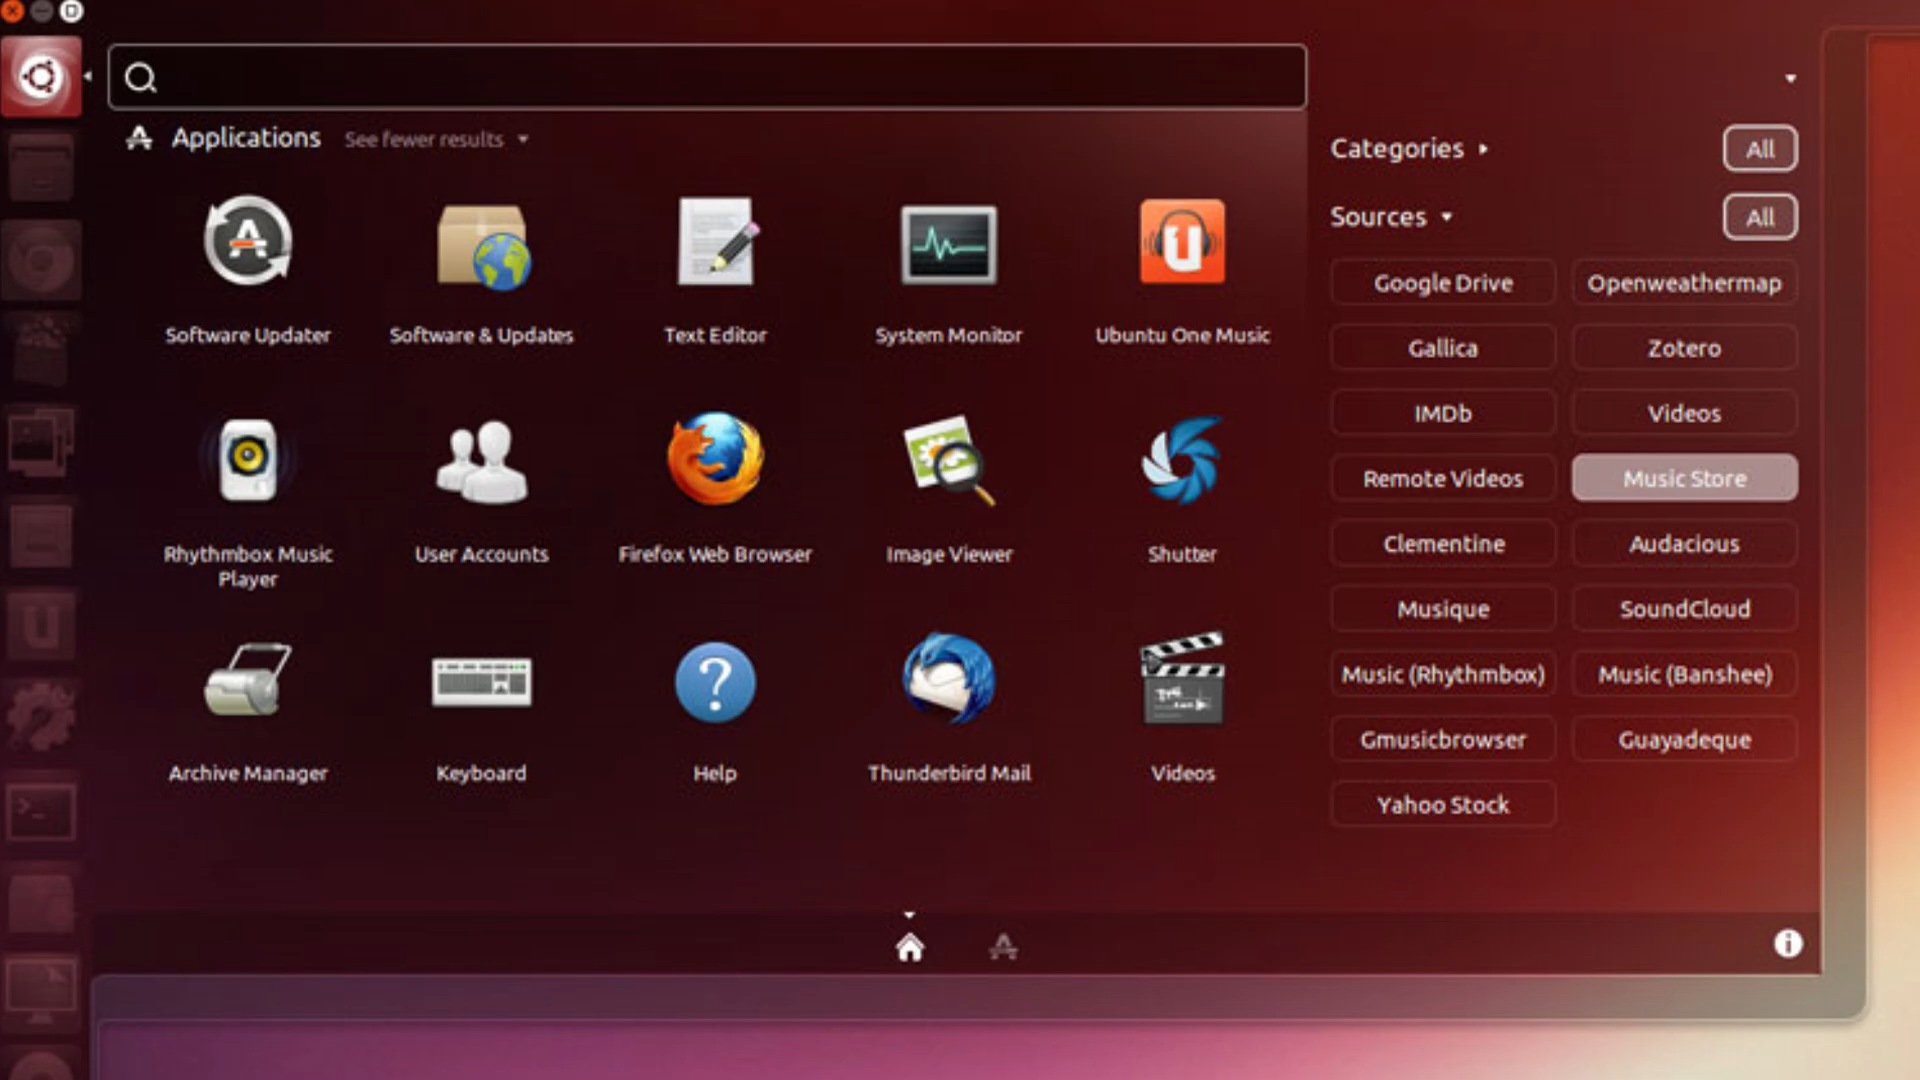 Applications See fewer results
Software Updater
Software & Updates
Text Editor
System Monitor
Ubuntu One Music
Rhythmbox Music
Player
User Accounts
Firefox Web Browser
Image Viewer
Shutter
Archive Manager
Keyboard
Help
Thunderbird Mail
Videos
Categories All
Sources All
Google Drive
Openweathermap
Gallica
Zotero
IMDb
Videos
Remote Videos
Music Store
Clementine
Audacious
Musique
SoundCloud
Music (Rhythmbox)
Music (Banshee)
Gmusicbrowser
Guayadeque
Yahoo Stock